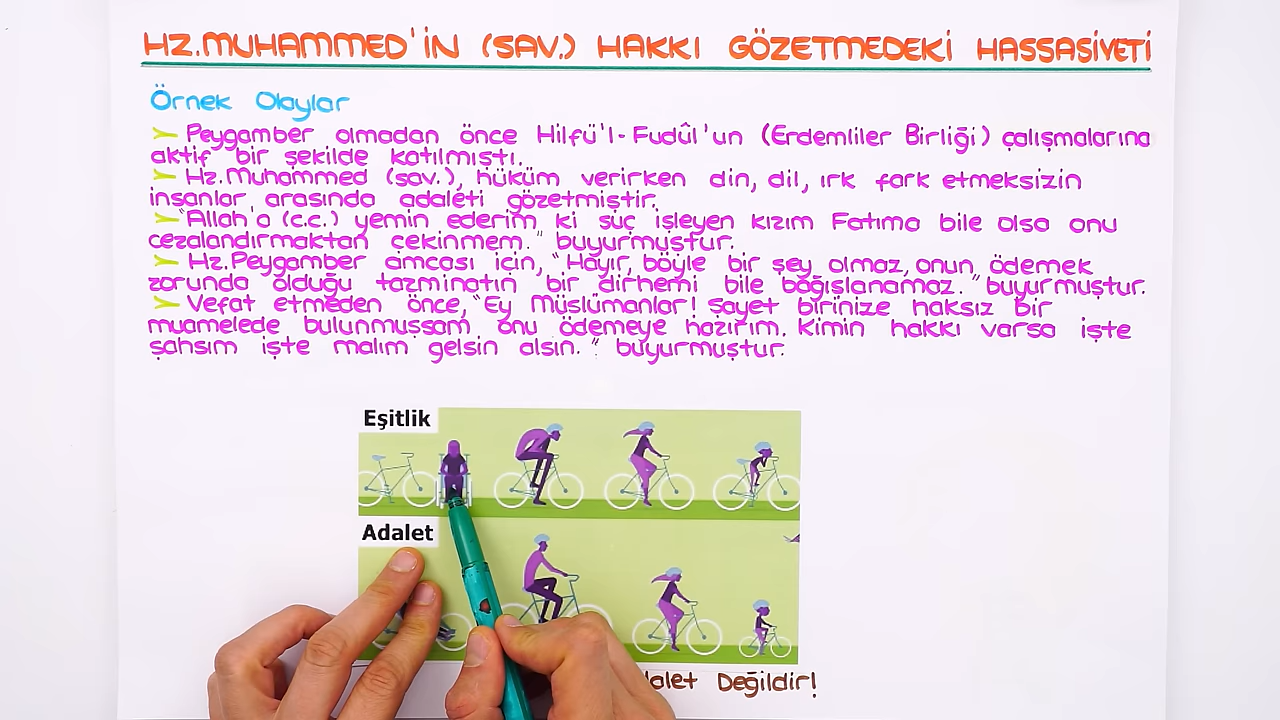 HZ.MUHAMMED'İN (SAV.) HAKKI GÖZETMEDEKİ HASSASİYETİ
Örnek Olaylar
Peygamber olmadan önce Hilfü'l-Fudûl'un (Erdemliler Birliği) çalışmalarına
aktif bir şekilde katılmıştı.
Hz.Muhammed (sav.), hüküm verirken din, dil, ırk fark etmeksizin
insanlar arasında adaleti gözetmiştir.
"Allah'a (c.c.) yemin ederim ki suç işleyen kızım Fatıma bile olsa onu
cezalandırmaktan çekinmem." buyurmuştur.
Hz.Peygamber amcası için, "Hayır, böyle bir şey olmaz, onun ödemek
zorunda olduğu tazminatın bir dirhemi bile bağışlanamaz." buyurmuştur.
Vefat etmeden önce, "Ey Müslümanlar! Şayet birinize haksız bir
muamelede bulunmuşsam onu ödemeye hazırım. Kimin hakkı varsa işte
şahsım işte malım gelsin alsın." buyurmuştur.
Eşitlik
Adalet
Değildir!